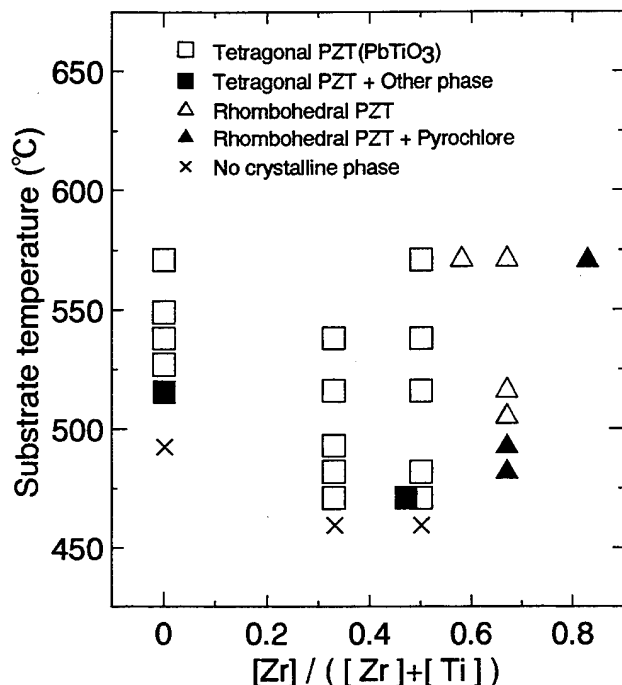 Tetragonal PZT(PbTiO3)
Tetragonal PZT + Other phase
Rhombohedral PZT
Rhombohedral PZT + Pyrochlore
No crystalline phase
Substrate temperature (°C)
650
600
550
500
450
0 0.2 0.4 0.6 0.8
[Zr] / ( [ Zr ]+[ Ti ] )